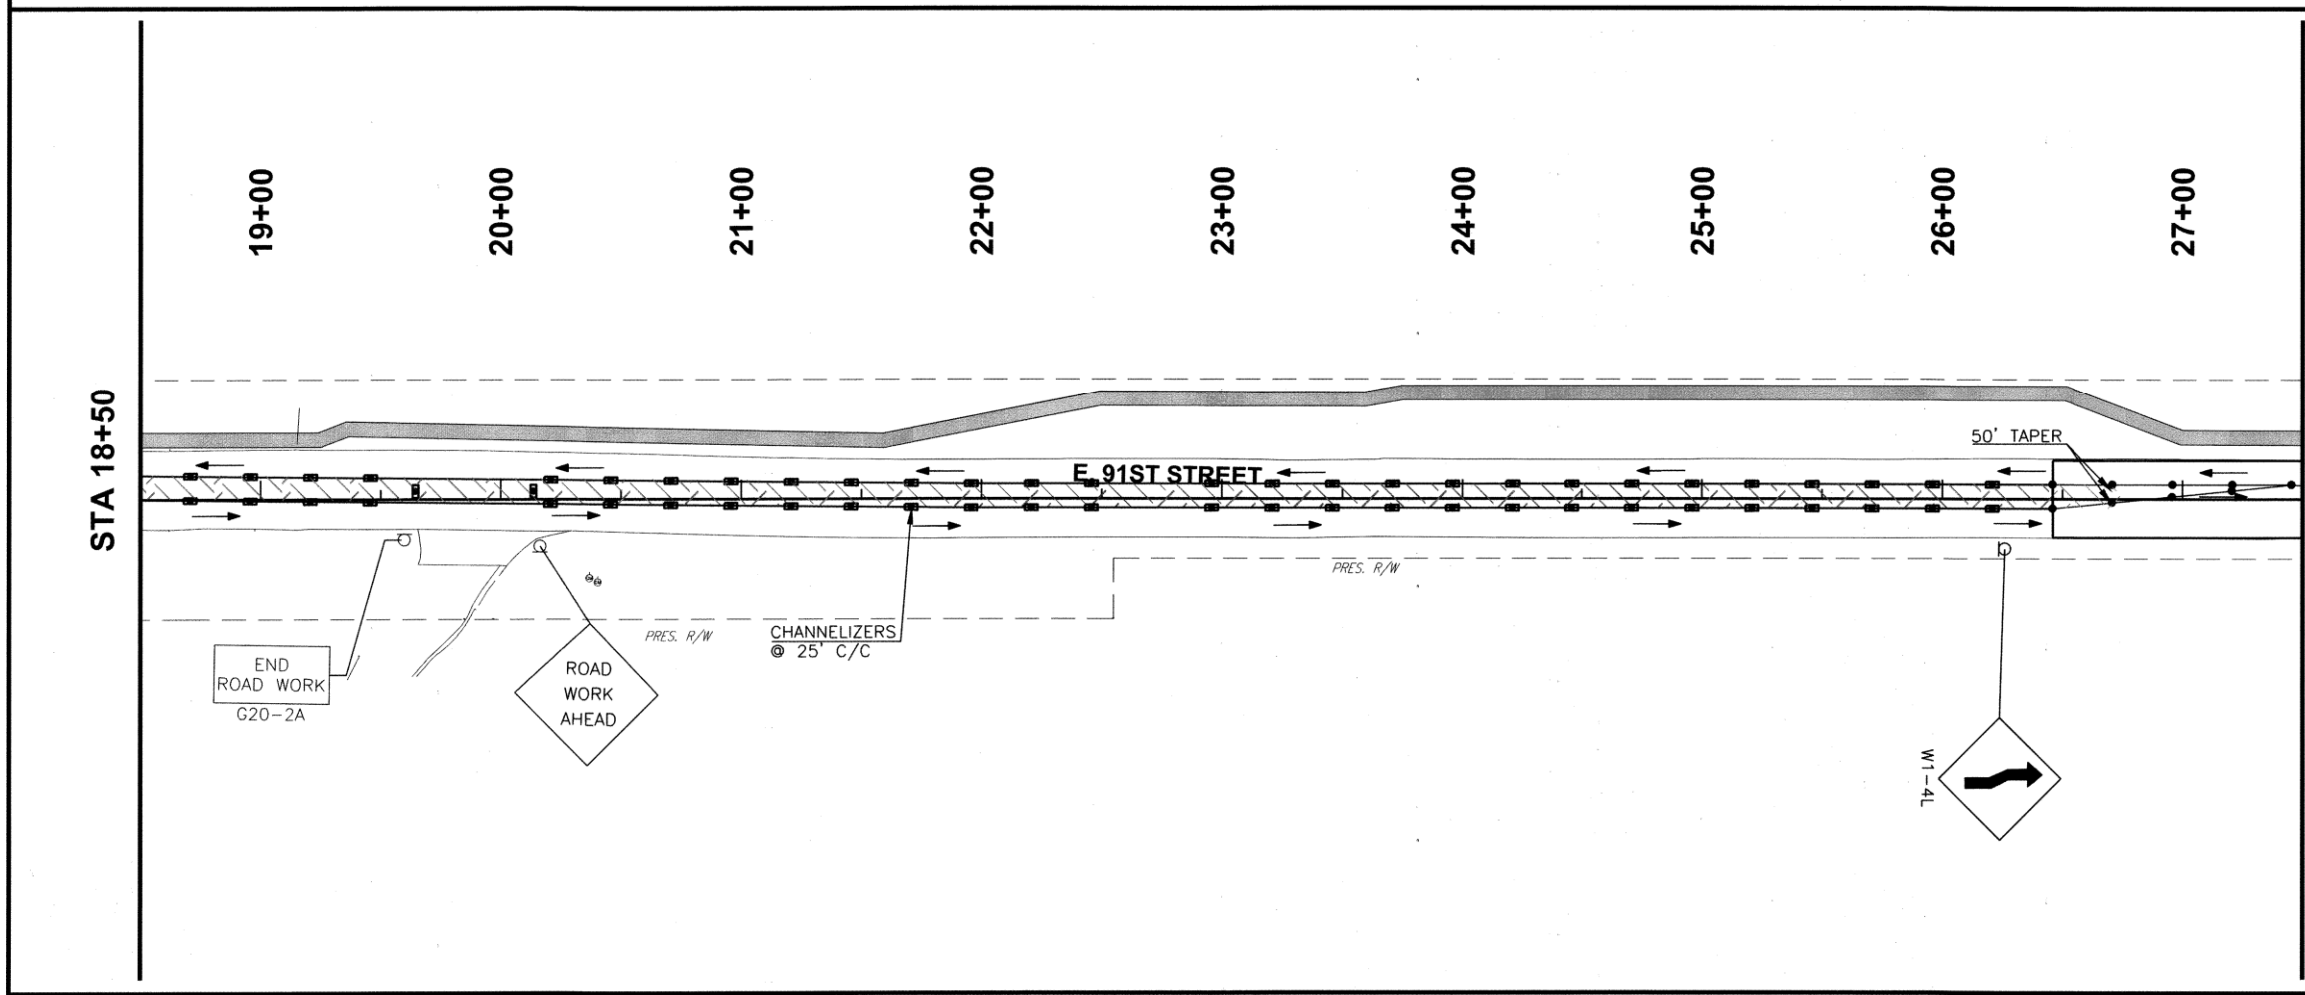 19+00
20+00
21+00
22+00
23+00
24+00
25+00
26+00
27+00
STA 18+50
50' TAPER
E. 91ST STREET
PRES. R/W
PRES. R/W
CHANNELIZERS
@ 25' C/C
END
ROAD WORK
G20-2A
ROAD
WORK
AHEAD
W1-4L